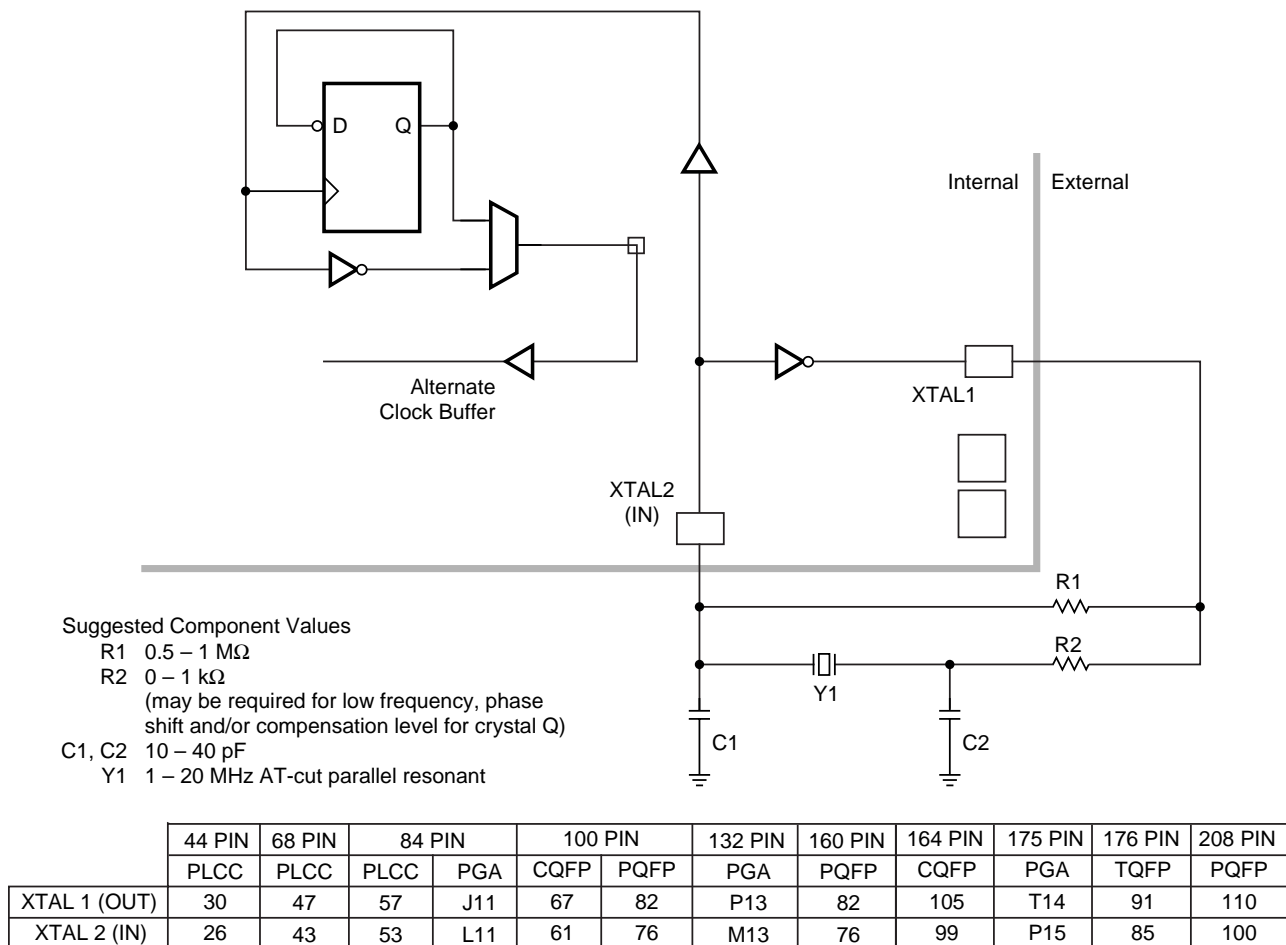 D Q
Internal External
Alternate
Clock Buffer
XTAL1
XTAL2
(IN)
R1
R2
Y1
C1
C2
Suggested Component Values
R1 0.5 – 1 MΩ
R2 0 – 1 kΩ
(may be required for low frequency, phase
shift and/or compensation level for crystal Q)
C1, C2 10 – 40 pF
Y1 1 – 20 MHz AT-cut parallel resonant
44 PIN 68 PIN 84 PIN 100 PIN 132 PIN 160 PIN 164 PIN 175 PIN 176 PIN 208 PIN
PLCC PLCC PLCC PGA CQFP PQFP PGA PQFP CQFP PGA TQFP PQFP
XTAL 1 (OUT) 30 47 57 J11 67 82 P13 82 105 T14 91 110
XTAL 2 (IN) 26 43 53 L11 61 76 M13 76 99 P15 85 100